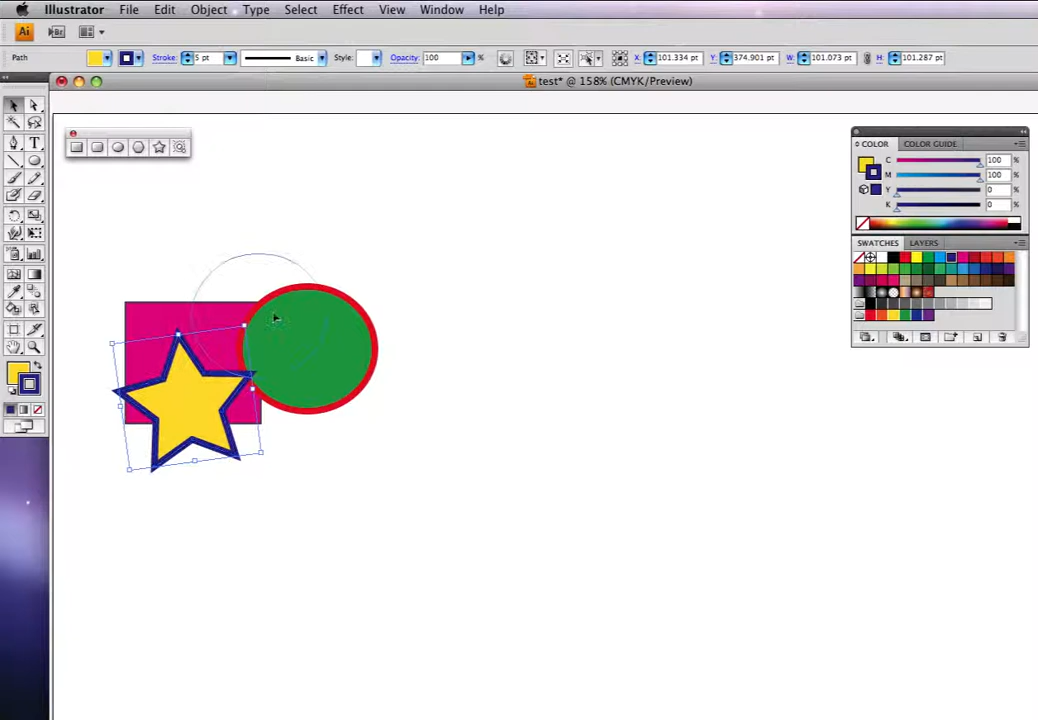 Illustrator File Edit Object Type Select Effect View Window Help
Ai Br
Path Stroke: 5 pt Basic Style: Opacity: 100 % X: 101.334 pt Y: 374.901 pt W: 101.073 pt H: 101.287 pt
test* @ 158% (CMYK/Preview)
COLOR COLOR GUIDE
C 100 %
M 100 %
Y 0 %
K 0 %
SWATCHES LAYERS
T